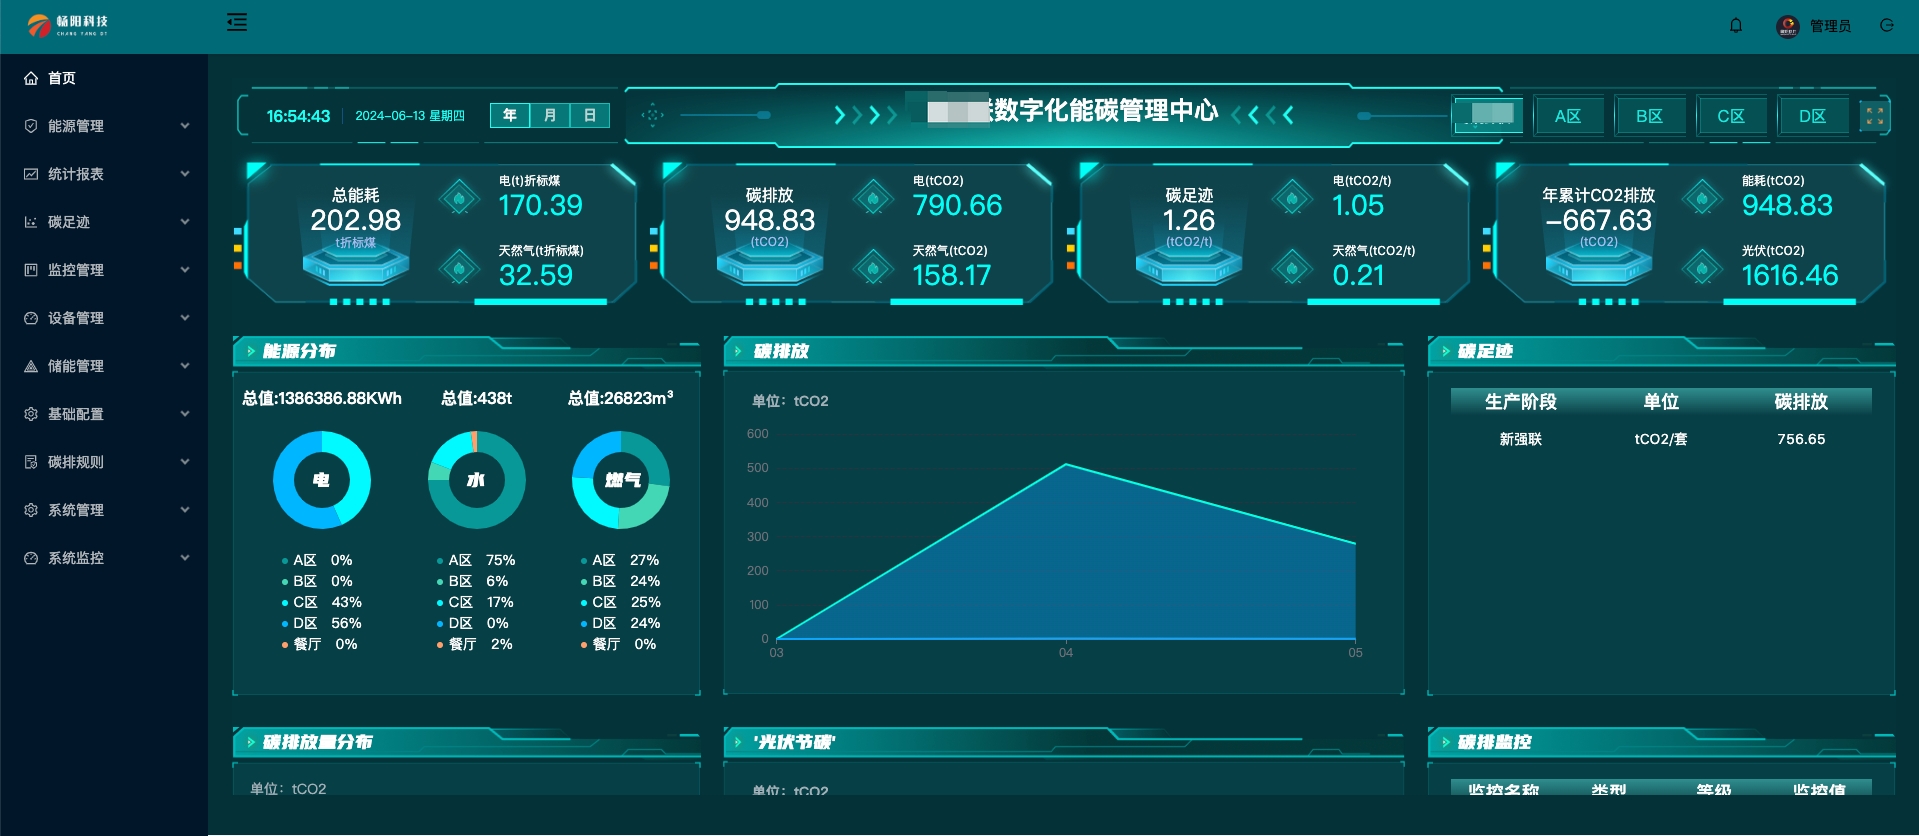 畅阳科技
CHANG YANG DT
管理员
首页
能源管理
统计报表
碳足迹
监控管理
设备管理
储能管理
基础配置
碳排规则
系统管理
系统监控
16:54:43 2024-06-13 星期四 年 月 日
数字化能碳管理中心
A区 B区 C区 D区
总能耗
202.98
t折标煤
电(t)折标煤
170.39
天然气(t折标煤)
32.59
碳排放
948.83
(tCO2)
电(tCO2)
790.66
天然气(tCO2)
158.17
碳足迹
1.26
(tCO2/t)
电(tCO2/t)
1.05
天然气(tCO2/t)
0.21
年累计CO2排放
-667.63
(tCO2)
能耗(tCO2)
948.83
光伏(tCO2)
1616.46
能源分布
总值:1386386.88KWh 总值:438t 总值:26823m³
电 水 燃气
A区 0% A区 75% A区 27%
B区 0% B区 6% B区 24%
C区 43% C区 17% C区 25%
D区 56% D区 0% D区 24%
餐厅 0% 餐厅 2% 餐厅 0%
碳排放
单位：tCO2
600
500
400
300
200
100
0
03 04 05
碳足迹
生产阶段 单位 碳排放
新强联 tCO2/套 756.65
碳排放量分布
单位：tCO2
'光伏节碳'
单位：tCO2
碳排监控
监控名称 类型 等级 监控值